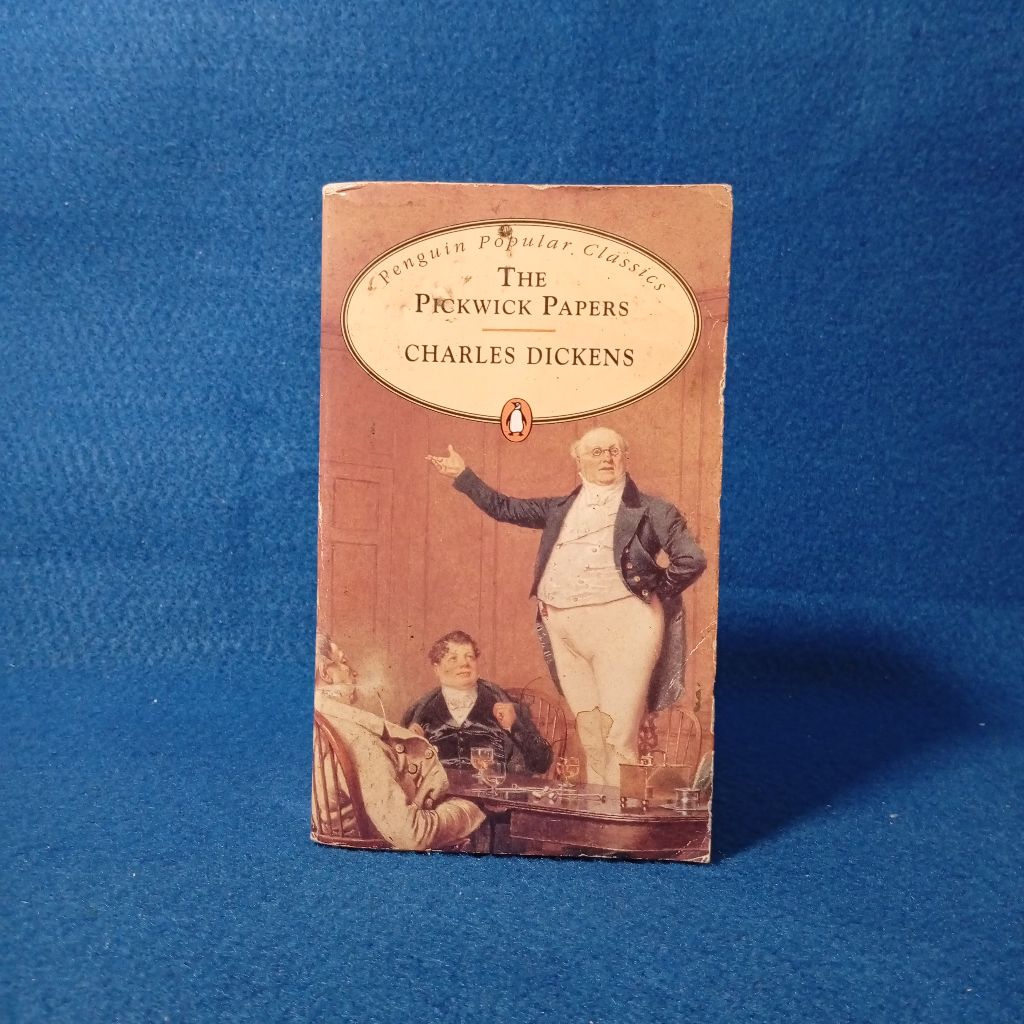 Penguin Popular Classics
THE
PICKWICK PAPERS
CHARLES DICKENS